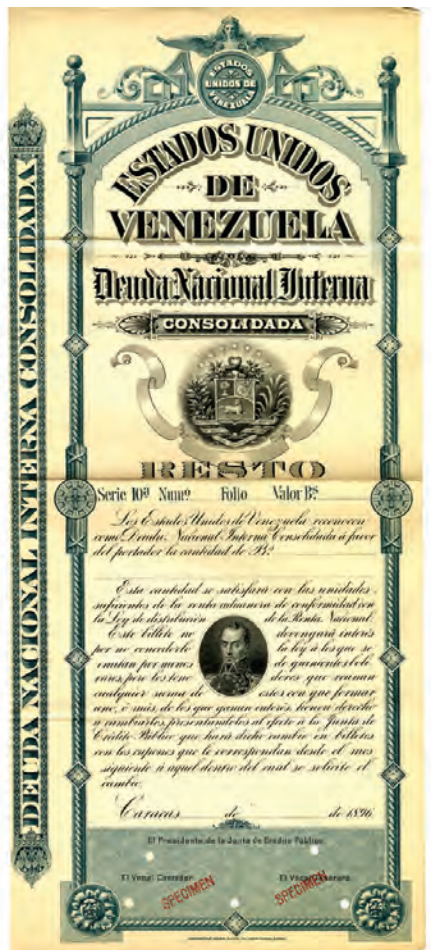 ESTADOS
UNIDOS DE
VENEZUELA
ESTADOS UNIDOS
DE
VENEZUELA
Deuda Nacional Interna
CONSOLIDADA
RESTO
Serie 10ª Numº Folio Valor Bº
Los Estados Unidos de Venezuela reconocen
como Deuda Nacional Interna Consolidada á favor
del portador la cantidad de Bº
Esta cantidad se satisfará con las unidades
suficientes de la renta aduanera de conformidad con
la Ley de distribución de la Renta Nacional.
Este billete no devengará interés
por no concederlo la ley á los que se
emitan por menos de quinientos bolí-
vares, pero los tene- dores que reunan
cualquier suma de estos con que formar
uno, ó más, de los que ganan interés, tienen derecho
a cambiarlos, presentándolos al efecto á la Junta de
Crédito Público que hará dicho cambio en billetes
con los cupones que le correspondan desde el mes
siguiente á aquel dentro del cual se solicite el
cambio.
Caracas, de de 1896
El Presidente de la Junta de Crédito Público,
El Vocal
El Vocal
SPECIMEN
SPECIMEN
DEUDA NACIONAL INTERNA CONSOLIDADA